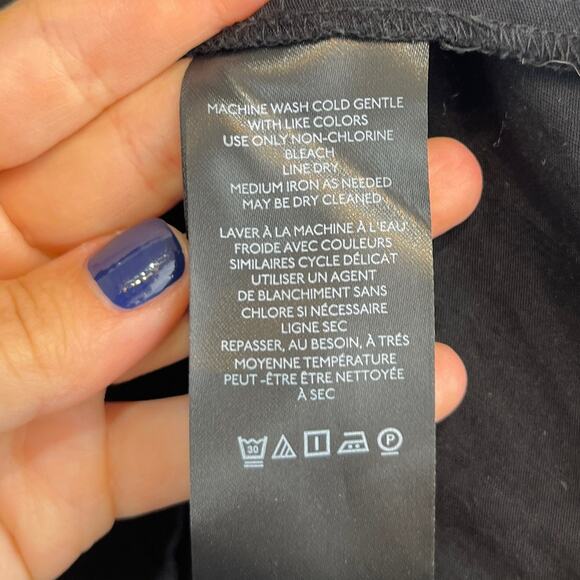 MACHINE WASH COLD GENTLE
WITH LIKE COLORS
USE ONLY NON-CHLORINE
BLEACH
LINE DRY
MEDIUM IRON AS NEEDED
MAY BE DRY CLEANED
LAVER À LA MACHINE À L'EAU
FROIDE AVEC COULEURS
SIMILAIRES CYCLE DÉLICAT
UTILISER UN AGENT
DE BLANCHIMENT SANS
CHLORE SI NÉCESSAIRE
LIGNE SEC
REPASSER, AU BESOIN, À TRÉS
MOYENNE TEMPÉRATURE
PEUT -ÊTRE ÊTRE NETTOYÉE
À SEC
30 P